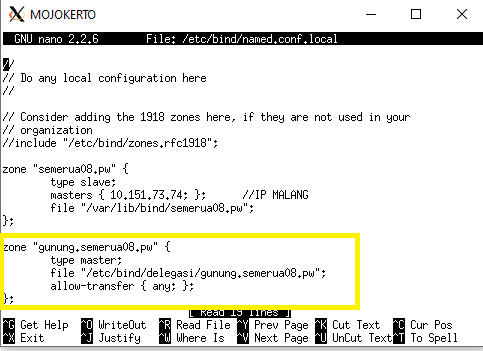 MOJOKERTO
GNU nano 2.2.6 File: /etc/bind/named.conf.local
//
// Do any local configuration here
//
// Consider adding the 1918 zones here, if they are not used in your
// organization
//include "/etc/bind/zones.rfc1918";
zone "semerua08.pw" {
type slave;
masters { 10.151.73.74; }; //IP MALANG
file "/var/lib/bind/semerua08.pw";
};
zone "gunung.semerua08.pw" {
type master;
file "/etc/bind/delegasi/gunung.semerua08.pw";
allow-transfer { any; };
};
[ Read 19 lines ]
^G Get Help ^O WriteOut ^R Read File ^Y Prev Page ^K Cut Text ^C Cur Pos
^X Exit ^J Justify ^W Where Is ^V Next Page ^U UnCut Text ^T To Spell